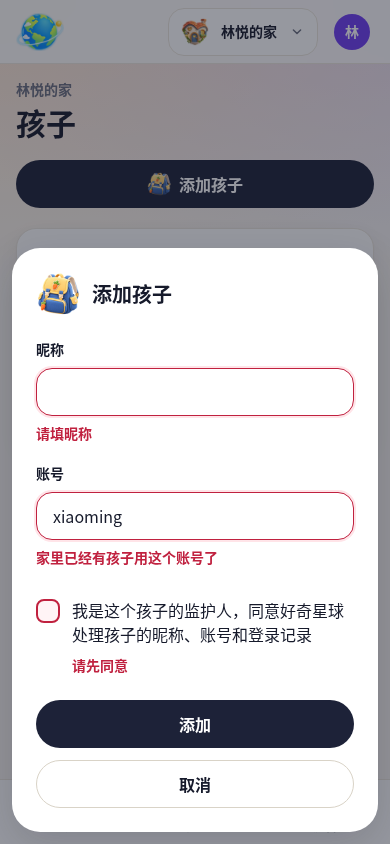 林悦的家
林
林悦的家
孩子
添加孩子
添加孩子
昵称
请填昵称
账号
xiaoming
家里已经有孩子用这个账号了
我是这个孩子的监护人，同意好奇星球
处理孩子的昵称、账号和登录记录
请先同意
添加
取消